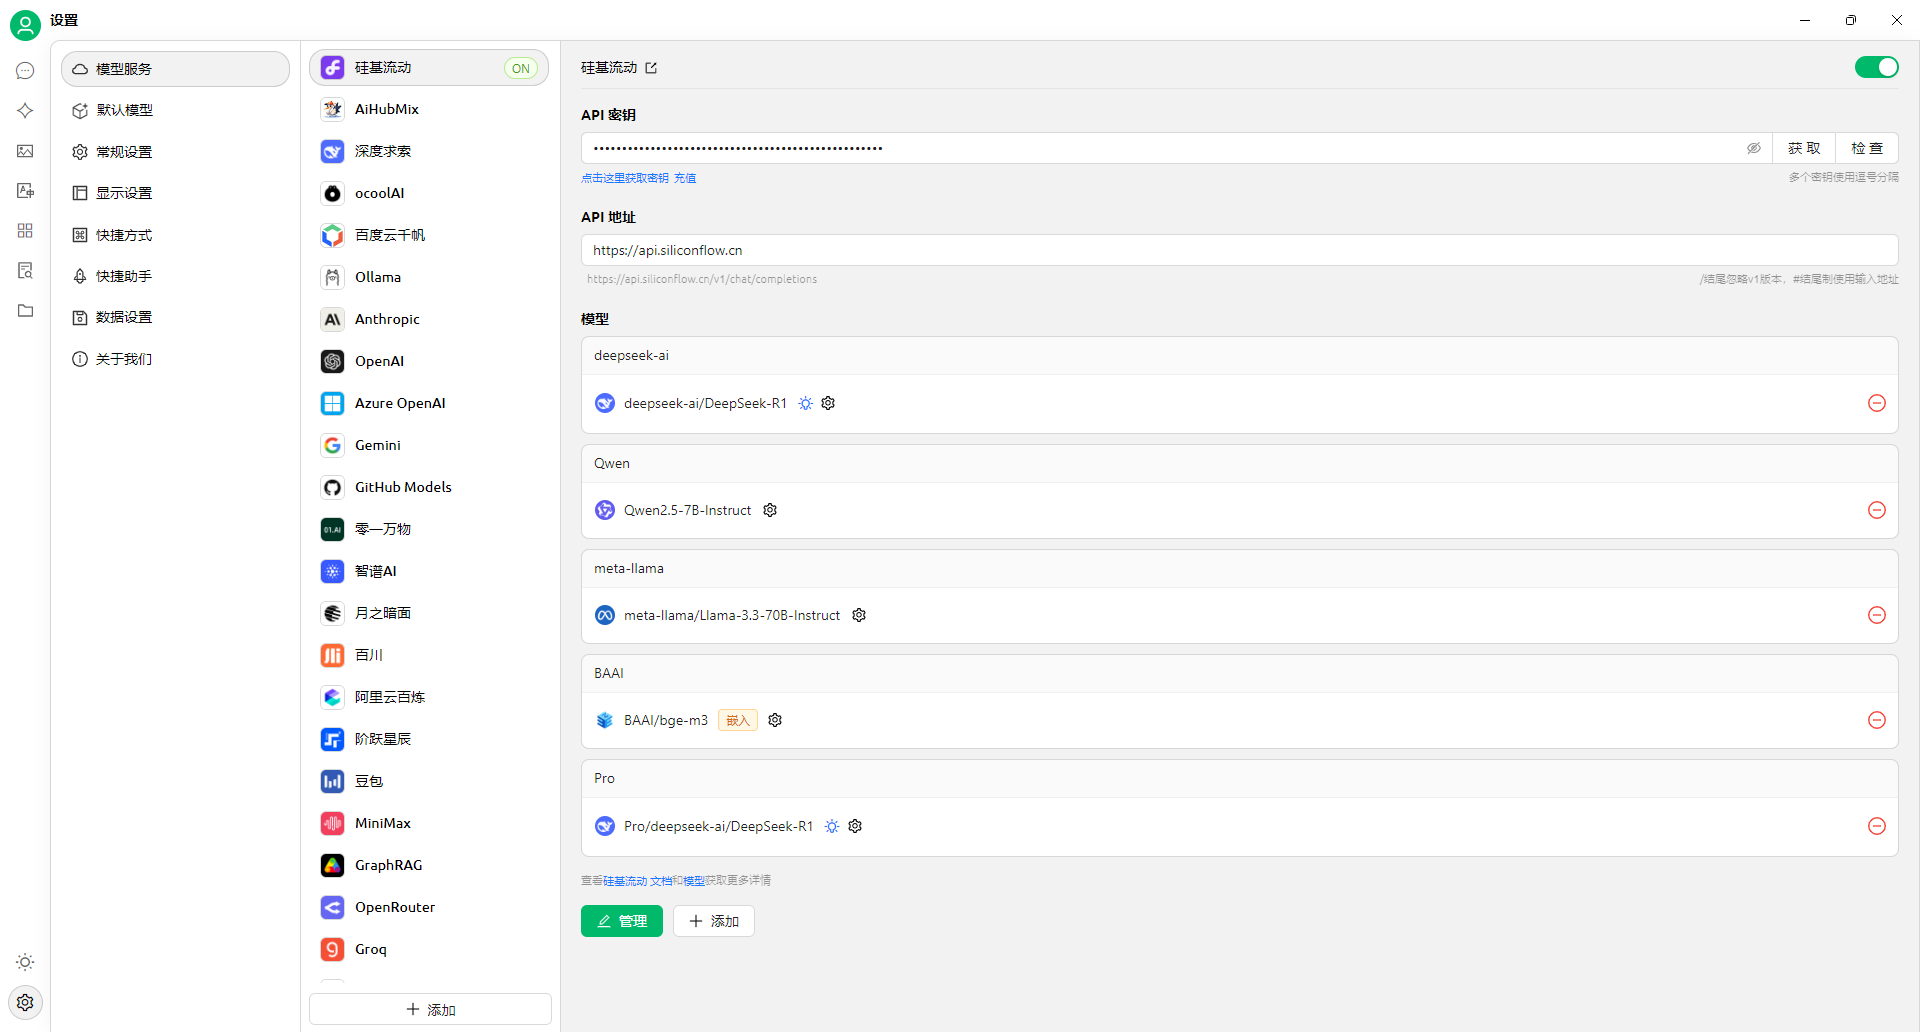 设置
模型服务
默认模型
常规设置
显示设置
快捷方式
快捷助手
数据设置
关于我们
硅基流动 ON
AiHubMix
深度求索
ocoolAI
百度云千帆
Ollama
Anthropic
OpenAI
Azure OpenAI
Gemini
GitHub Models
零一万物
智谱AI
月之暗面
百川
阿里云百炼
阶跃星辰
豆包
MiniMax
GraphRAG
OpenRouter
Groq
添加
硅基流动
API 密钥
•••••••••••••••••••••••••••••••••••••••••••••••••••
获取
检查
点击这里获取密钥 充值
多个密钥使用逗号分隔
API 地址
https://api.siliconflow.cn
https://api.siliconflow.cn/v1/chat/completions
/结尾忽略v1版本，#结尾制使用输入地址
模型
deepseek-ai
deepseek-ai/DeepSeek-R1
Qwen
Qwen2.5-7B-Instruct
meta-llama
meta-llama/Llama-3.3-70B-Instruct
BAAI
BAAI/bge-m3 嵌入
Pro
Pro/deepseek-ai/DeepSeek-R1
查看硅基流动 文档和模型获取更多详情
管理
添加